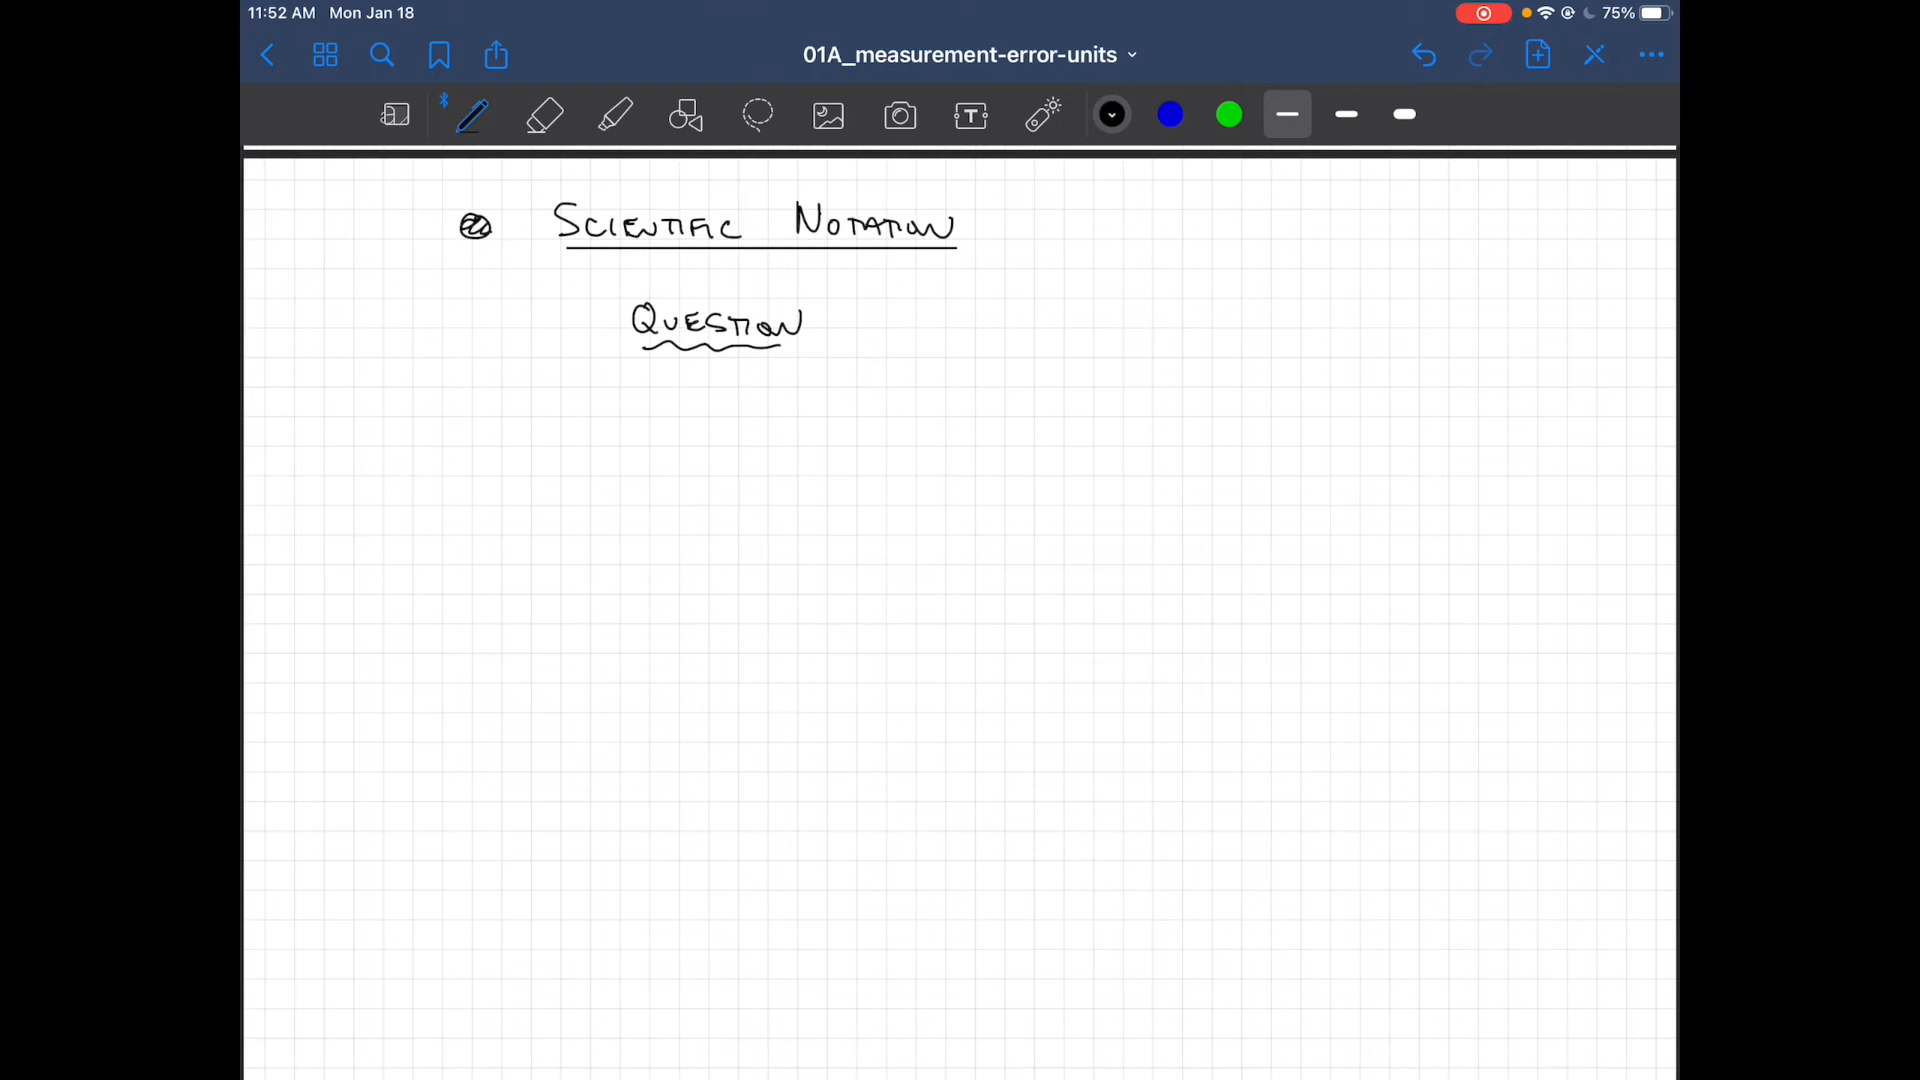 11:52 AM Mon Jan 18
75%
01A_measurement-error-units
T
SCIENTIFIC NOTATION
QUESTION